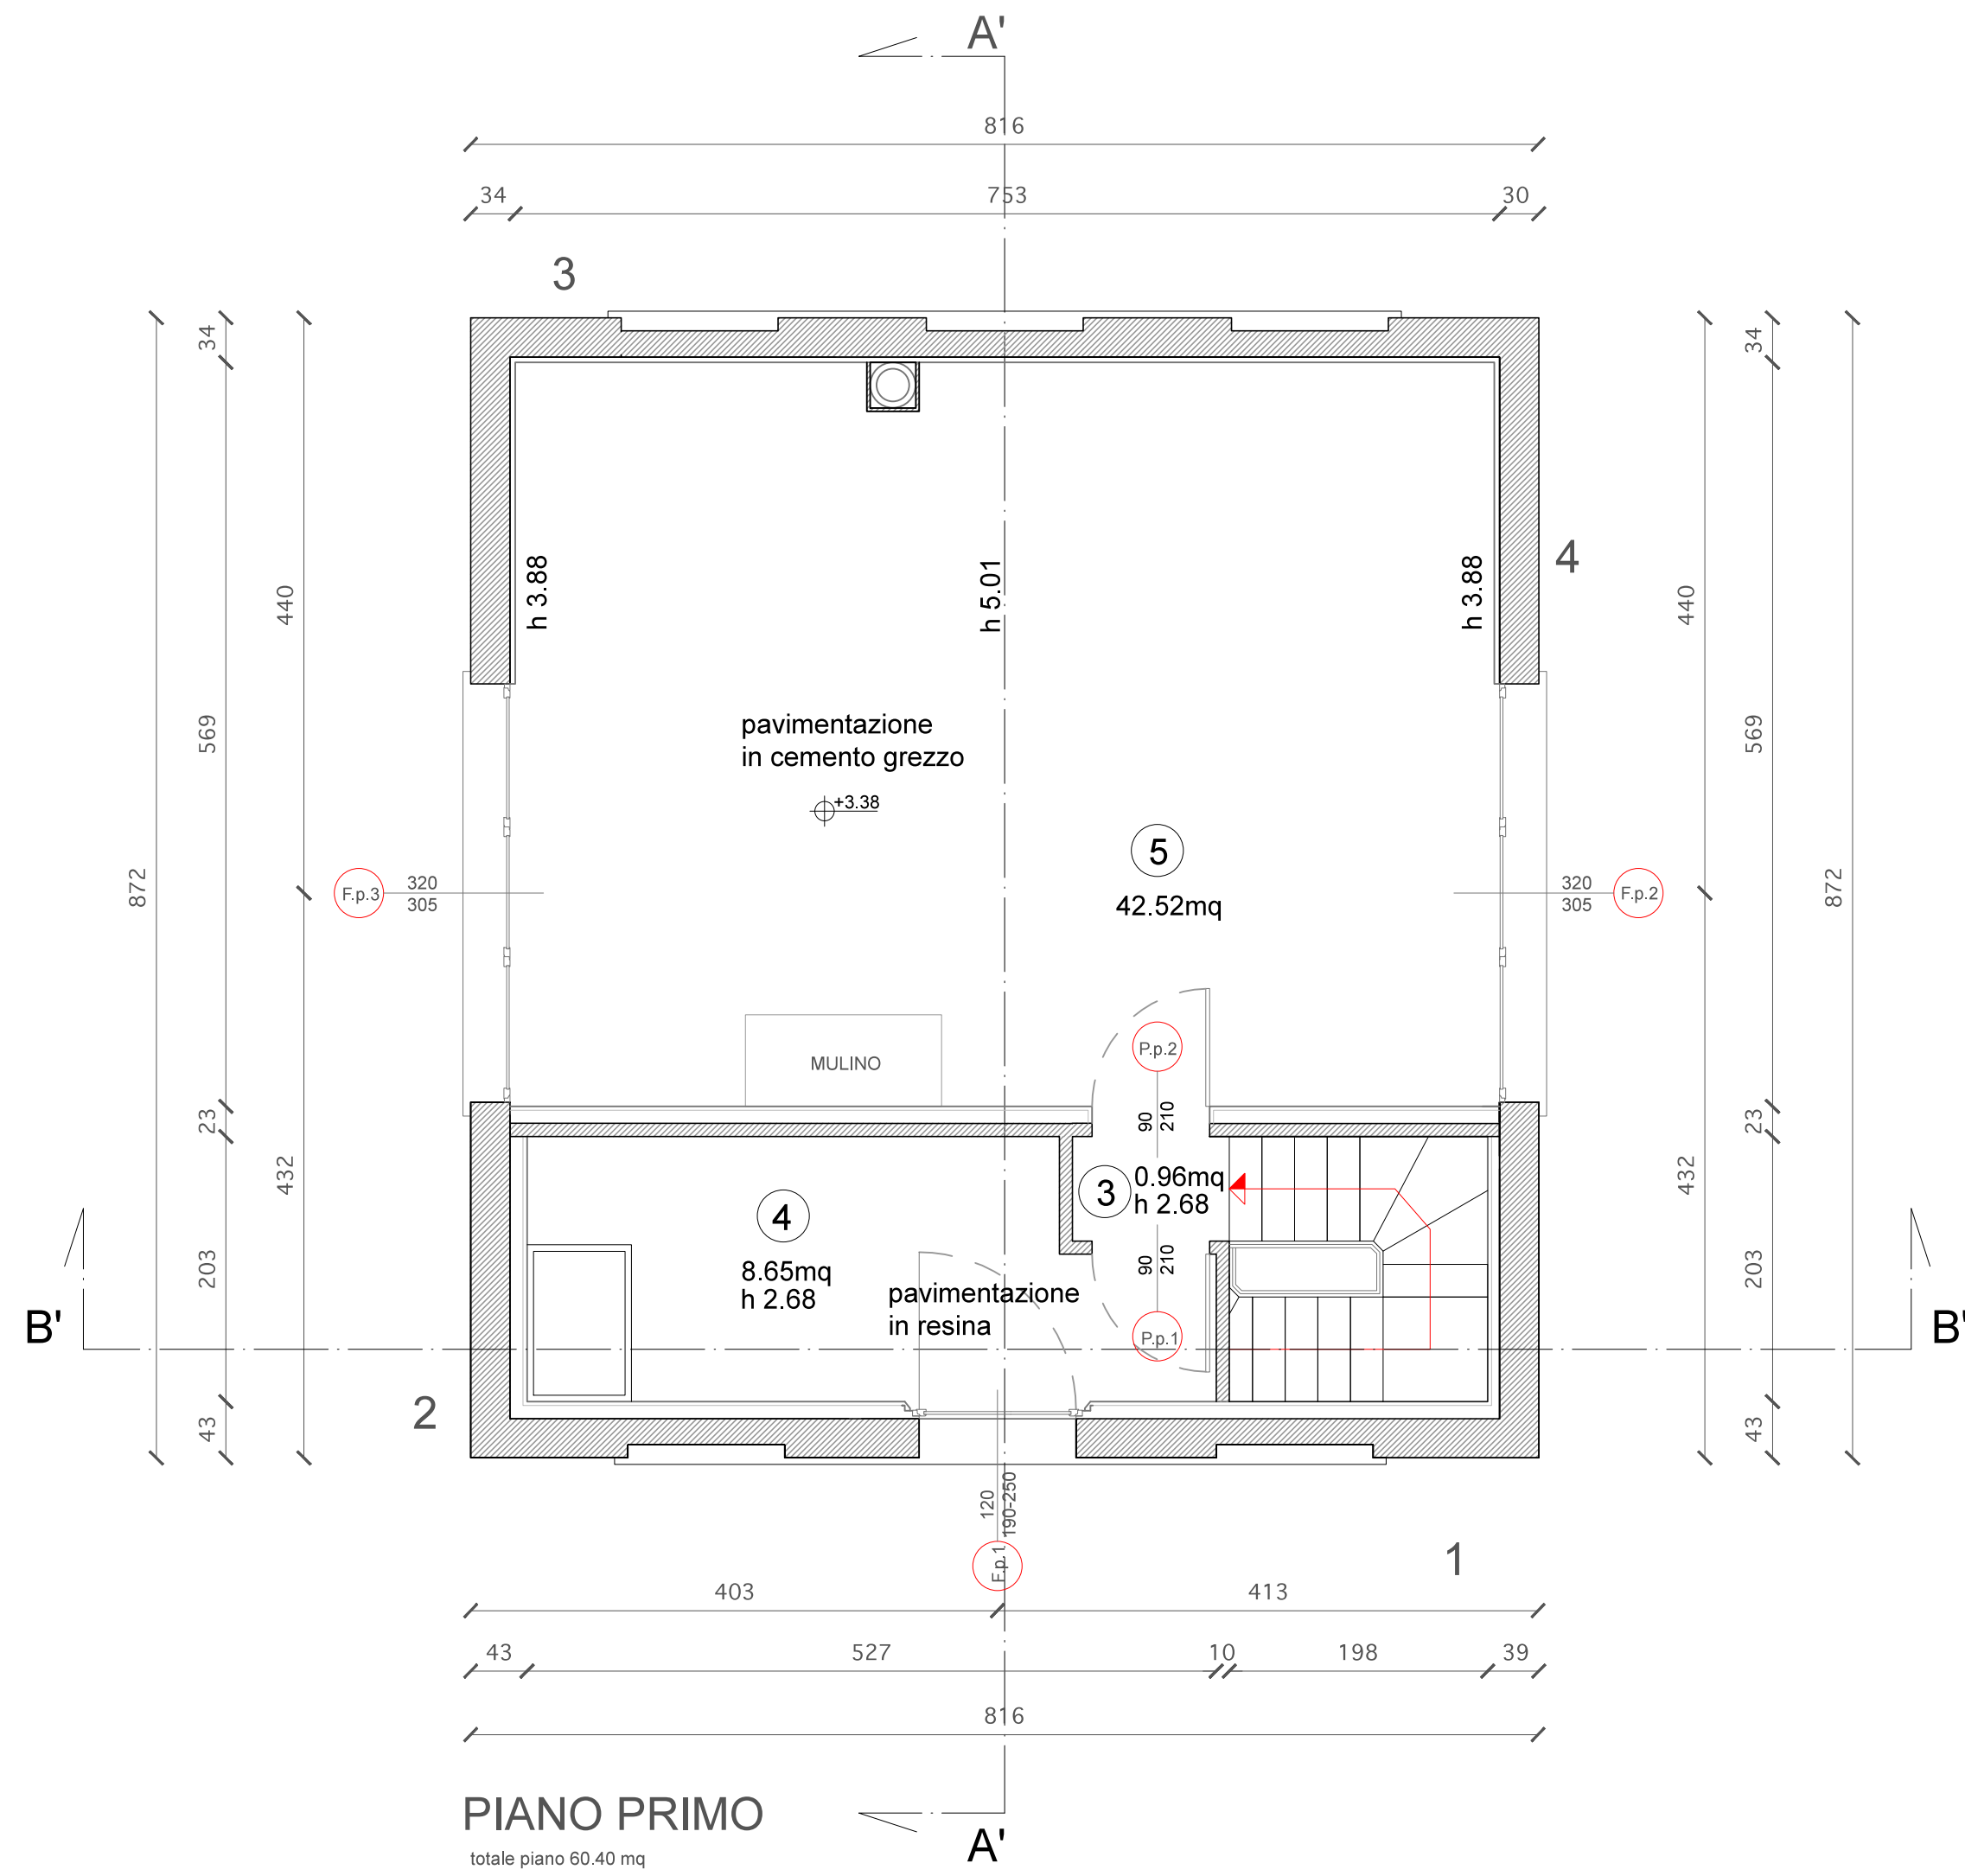 A'
816
34
753
30
3
34
34
h 3.88
h 5.01
h 3.88
4
440
440
569
569
pavimentazione
in cemento grezzo
+3.38
5
42.52mq
872
872
F.p.3
320
305
320
305
F.p.2
P.p.2
MULINO
90
210
23
23
432
432
3
0.96mq
h 2.68
4
8.65mq
h 2.68
90
210
203
203
pavimentazione
in resina
P.p.1
B'
B'
2
43
43
120
190-250
F.p.1
1
403
413
43
527
10
198
39
816
PIANO PRIMO
totale piano 60.40 mq
A'